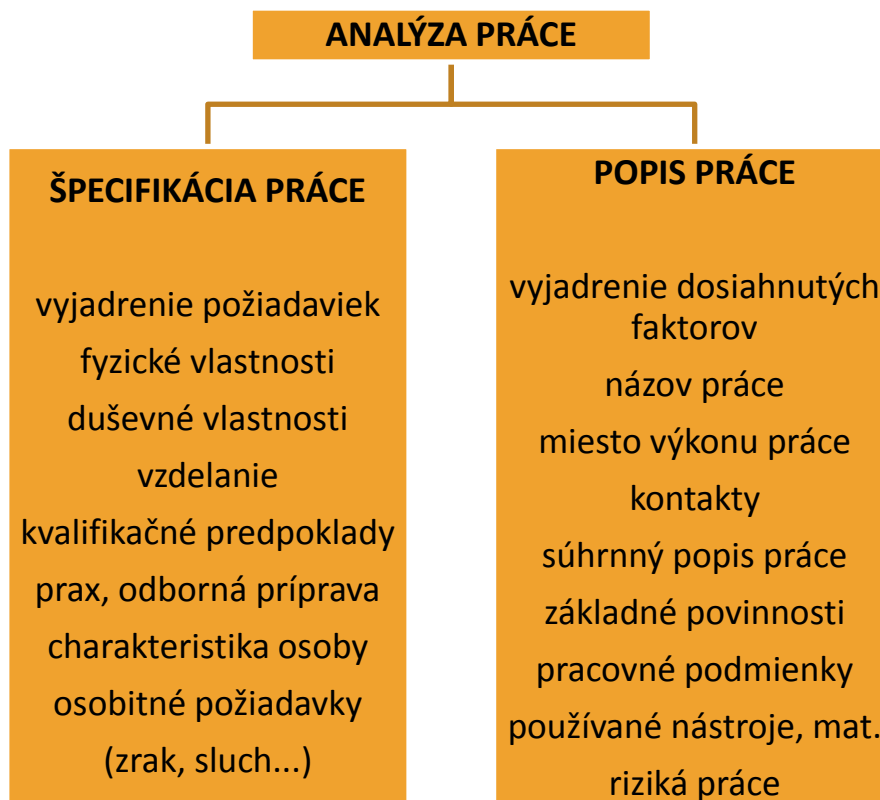 ANALÝZA PRÁCE
ŠPECIFIKÁCIA PRÁCE
vyjadrenie požiadaviek
fyzické vlastnosti
duševné vlastnosti
vzdelanie
kvalifikačné predpoklady
prax, odborná príprava
charakteristika osoby
osobitné požiadavky
(zrak, sluch...)
POPIS PRÁCE
vyjadrenie dosiahnutých
faktorov
názov práce
miesto výkonu práce
kontakty
súhrnný popis práce
základné povinnosti
pracovné podmienky
používané nástroje, mat.
riziká práce